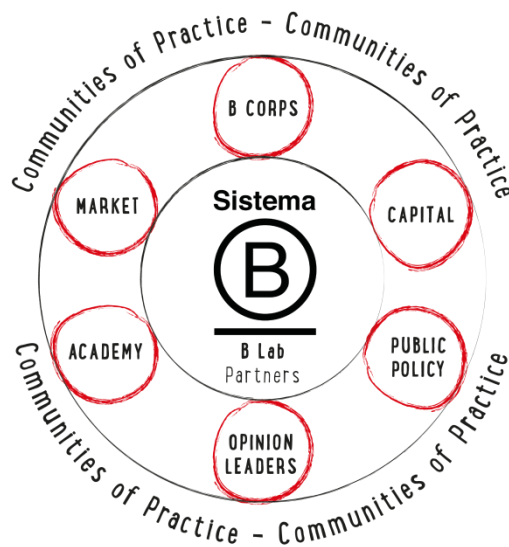 Communities of Practice – Communities of Practice
B CORPS
MARKET
CAPITAL
Sistema
B
B Lab
Partners
ACADEMY
PUBLIC
POLICY
OPINION
LEADERS
Communities of Practice – Communities of Practice